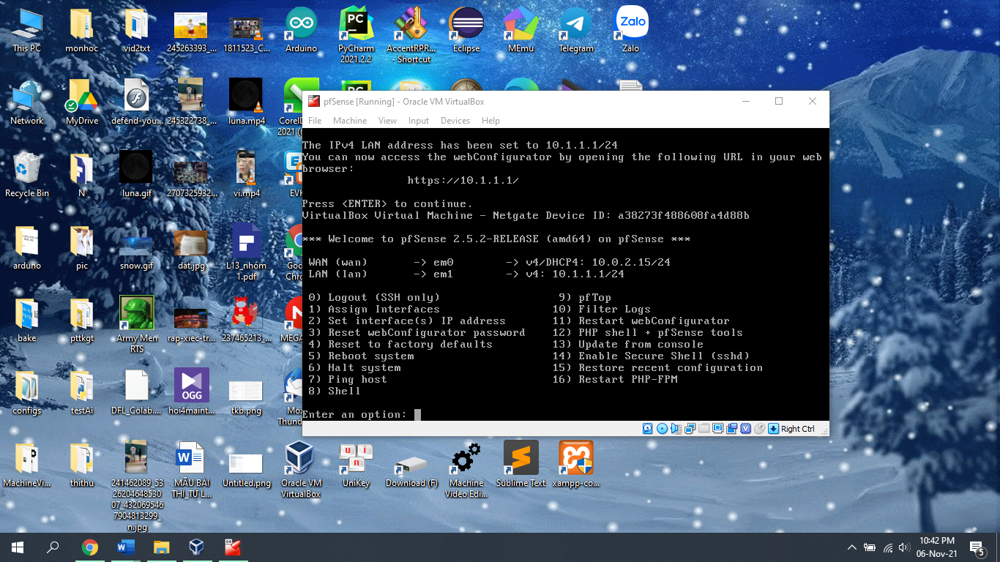 This PC
monhoc
vid2txt
245263393_...
1811523_C...
Arduino
PyCharm
2021.2.2
AccentRPR...
- Shortcut
Eclipse
MEmu
Telegram
Zalo
Zalo
Network
MyDrive
defend-you...
245322738_...
luna.mp4
CorelD
2021 (
Recycle Bin
N
luna.gif
2707325932...
vi.mp4
EVK
arduino
pic
snow.gif
dat.jpg
L13_nhóm
1.pdf
Goo
Chro
bake
pttkgt
Army Men
RTS
rap-xiec-tr...
237465213_...
MEGA
configs
testAi
DFL_Colab....
OGG
hoi4maint...
tkb.png
Moz
Thund
MachineVi...
thithu
241462089_53
2620464853
07_432069546
7904813299_
n.jpg
MẪU BÀI
THI_TỰ L...
Untitled.png
Oracle VM
VirtualBox
UniKey
Download (F)
Machine
Video Edi...
Sublime Text
xampp-co...
pfSense [Running] - Oracle VM VirtualBox
File Machine View Input Devices Help
The IPv4 LAN address has been set to 10.1.1.1/24
You can now access the webConfigurator by opening the following URL in your web
browser:
https://10.1.1.1/
Press <ENTER> to continue.
VirtualBox Virtual Machine - Netgate Device ID: a38273f488608fa4d88b
*** Welcome to pfSense 2.5.2-RELEASE (amd64) on pfSense ***
WAN (wan) -> em0 -> v4/DHCP4: 10.0.2.15/24
LAN (lan) -> em1 -> v4: 10.1.1.1/24
0) Logout (SSH only) 9) pfTop
1) Assign Interfaces 10) Filter Logs
2) Set interface(s) IP address 11) Restart webConfigurator
3) Reset webConfigurator password 12) PHP shell + pfSense tools
4) Reset to factory defaults 13) Update from console
5) Reboot system 14) Enable Secure Shell (sshd)
6) Halt system 15) Restore recent configuration
7) Ping host 16) Restart PHP-FPM
8) Shell
Enter an option:
Right Ctrl
10:42 PM
06-Nov-21
5